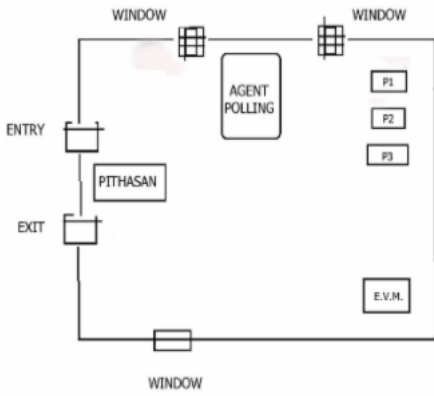 WINDOW
WINDOW
AGENT
POLLING
P1
P2
P3
ENTRY
PITHASAN
EXIT
E.V.M.
WINDOW